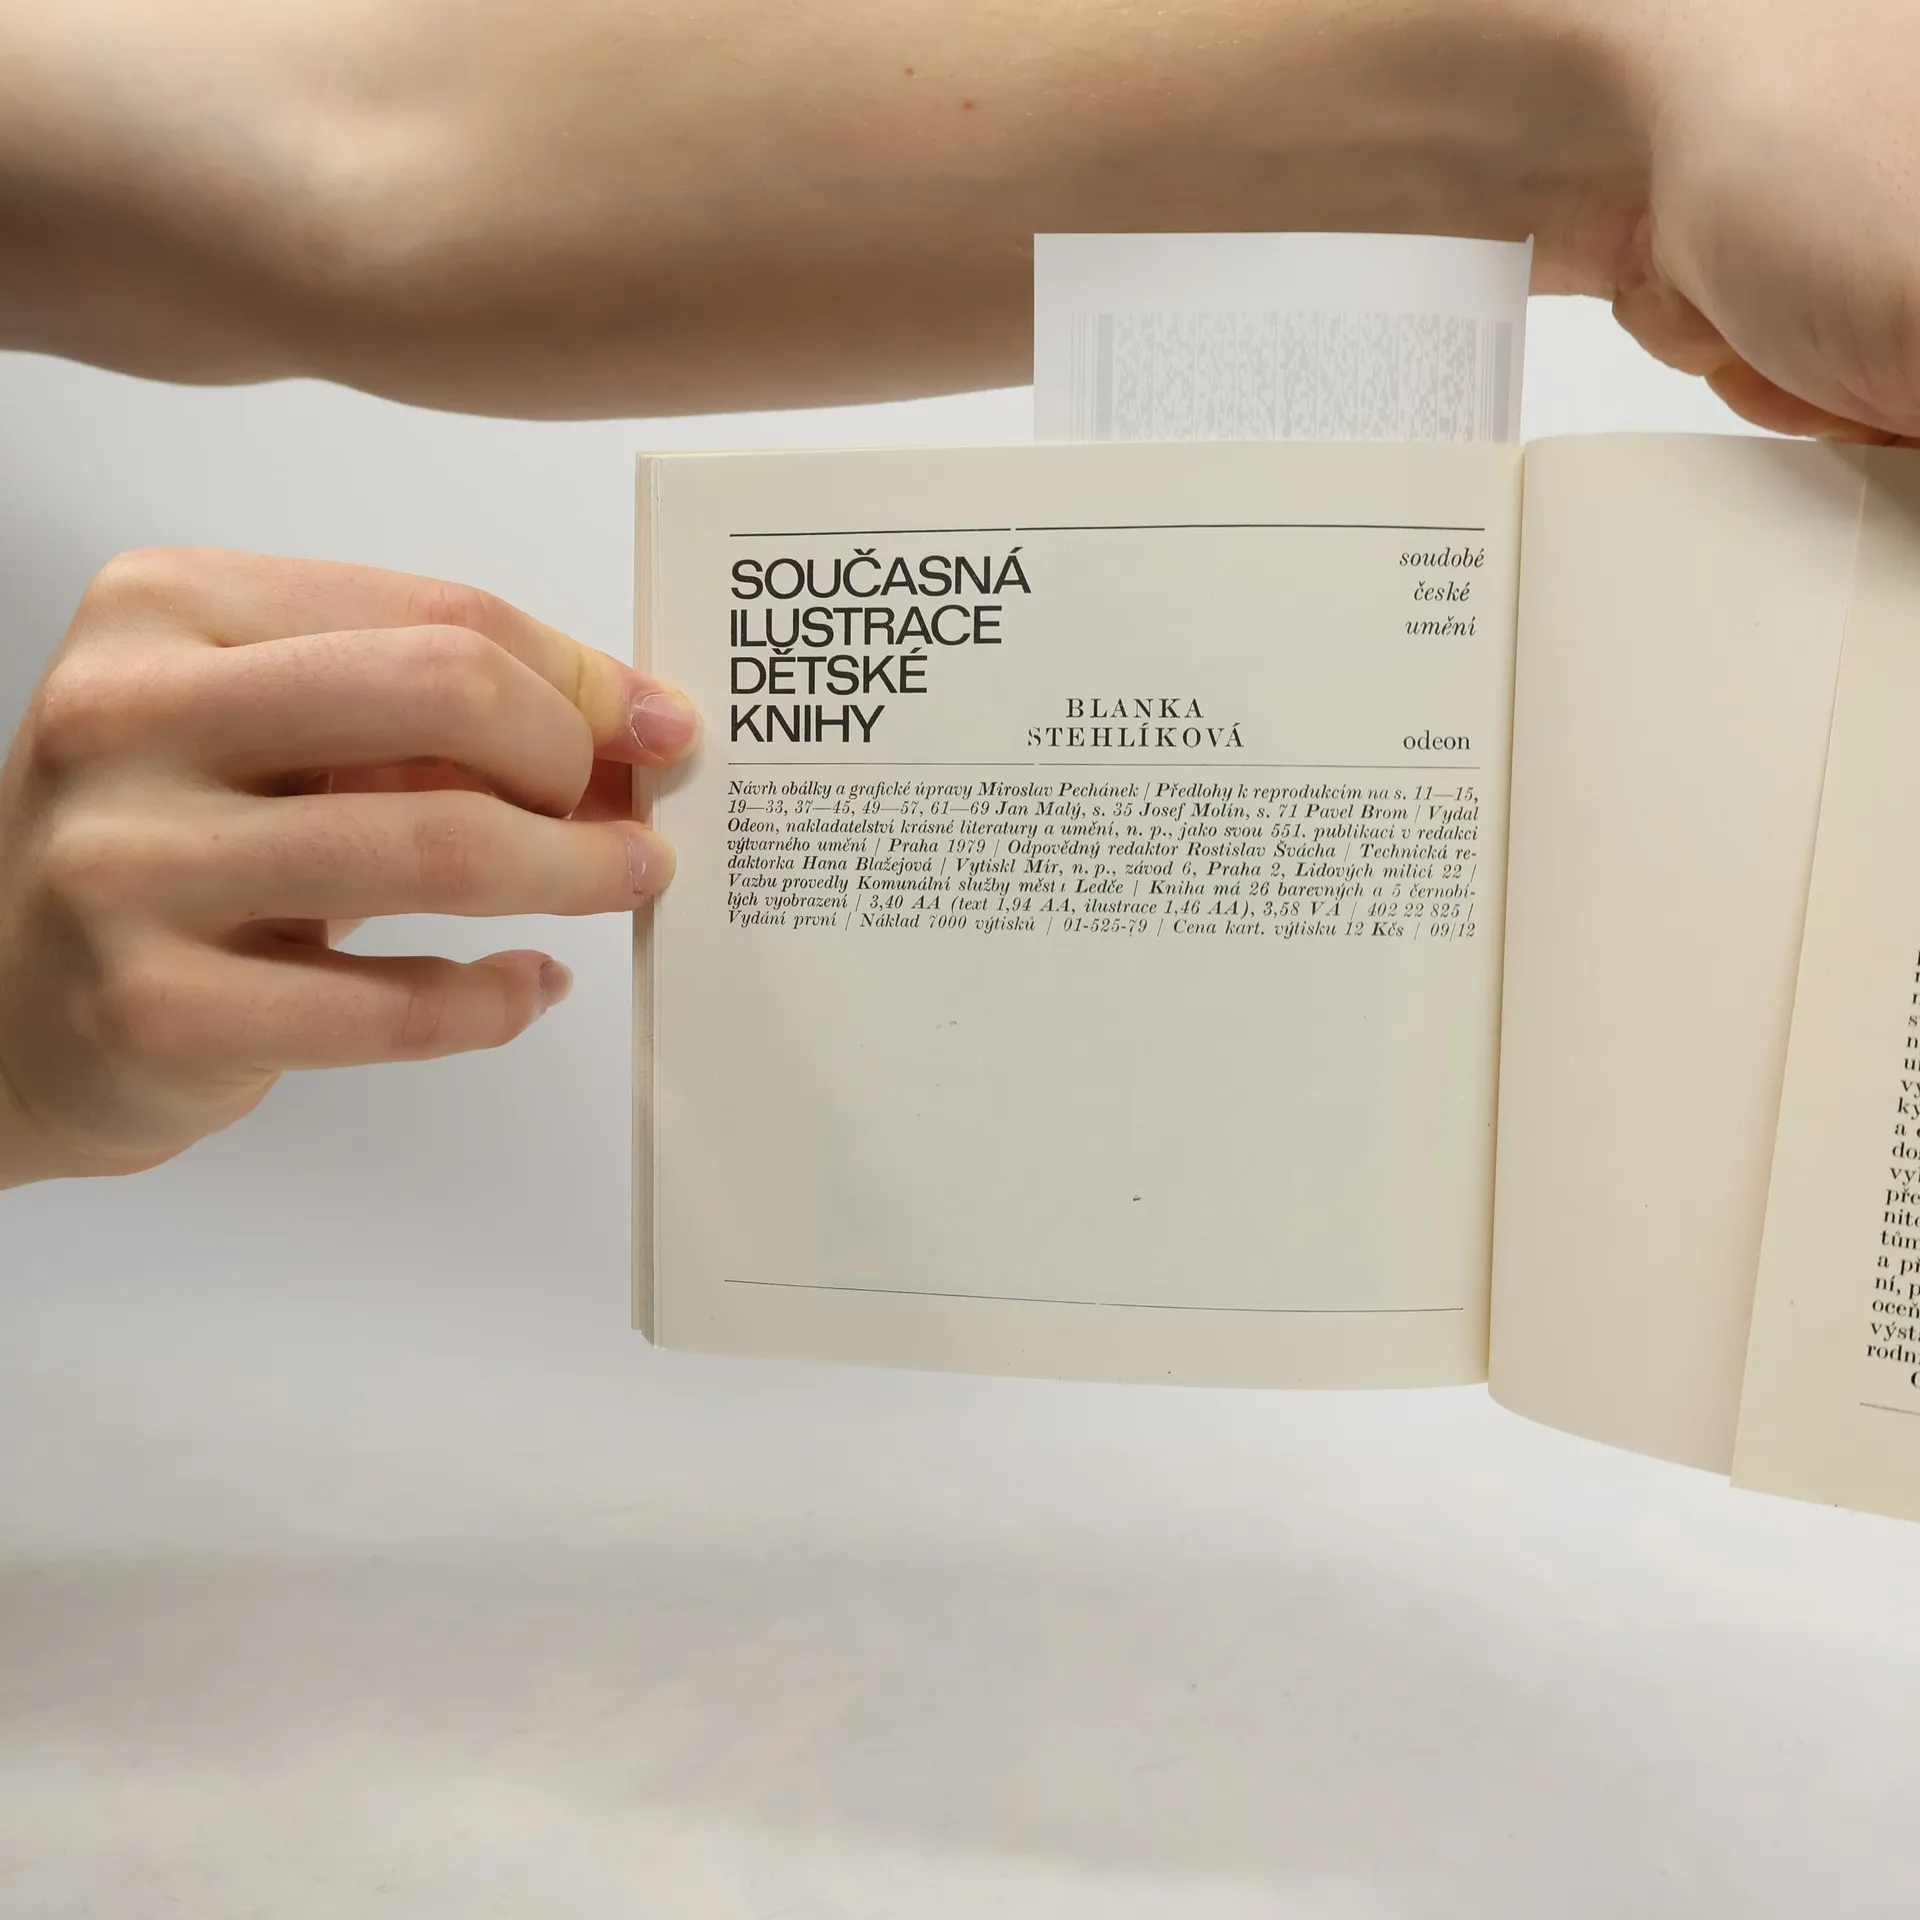 SOUČASNÁ
ILUSTRACE
DĚTSKÉ
KNIHY
BLANKA
STEHLÍKOVÁ
soudobé
české
umění
odeon
Návrh obálky a grafické úpravy Miroslav Pechánek | Předlohy k reprodukcím na s. 11—15,
19—33, 37—45, 49—57, 61—69 Jan Malý, s. 35 Josef Molín, s. 71 Pavel Brom | Vydal
Odeon, nakladatelství krásné literatury a umění, n. p., jako svou 551. publikaci v redakci
výtvarného umění | Praha 1979 | Odpovědný redaktor Rostislav Švácha | Technická re-
daktorka Hana Blažejová | Vytiskl Mír, n. p., závod 6, Praha 2, Lidových milicí 22 |
Vazbu provedly Komunální služby města Ledče | Kniha má 26 barevných a 5 černobí-
lých vyobrazení | 3,40 AA (text 1,94 AA, ilustrace 1,46 AA), 3,58 VA | 402 22 825 |
Vydání první | Náklad 7000 výtisků | 01-525-79 | Cena kart. výtisku 12 Kčs | 09/12